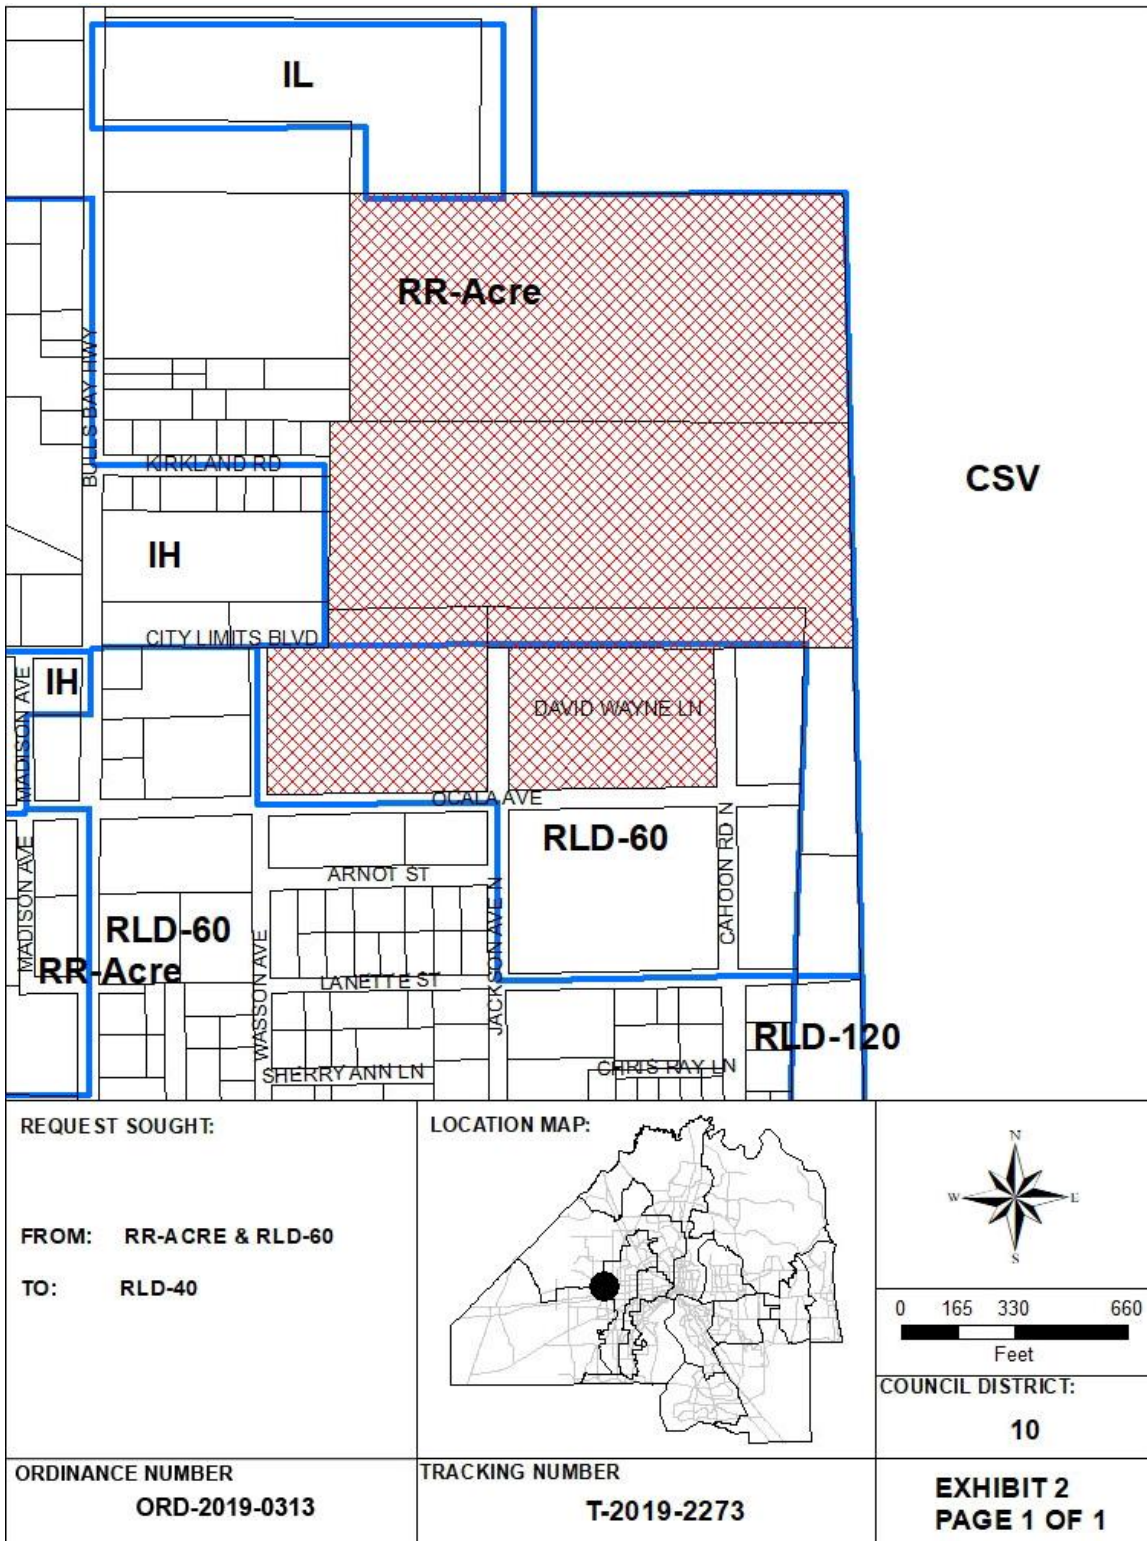 IL
RR-Acre
BULLS BAY HWY
KIRKLAND RD
CSV
IH
CITY LIMITS BLVD
IH
MADISON AVE
DAVID WAYNE LN
OCALA AVE
RLD-60
ARNOT ST
CAHOON RD N
MADISON AVE
RLD-60
RR-Acre
WASSON AVE
JACKSON AVE N
LANETTE ST
RLD-120
SHERRY ANN LN
CHRIS RAY LN
REQUEST SOUGHT:
FROM: RR-ACRE & RLD-60
TO: RLD-40
LOCATION MAP:
N
W E
S
0 165 330 660
Feet
COUNCIL DISTRICT:
10
ORDINANCE NUMBER
ORD-2019-0313
TRACKING NUMBER
T-2019-2273
EXHIBIT 2
PAGE 1 OF 1